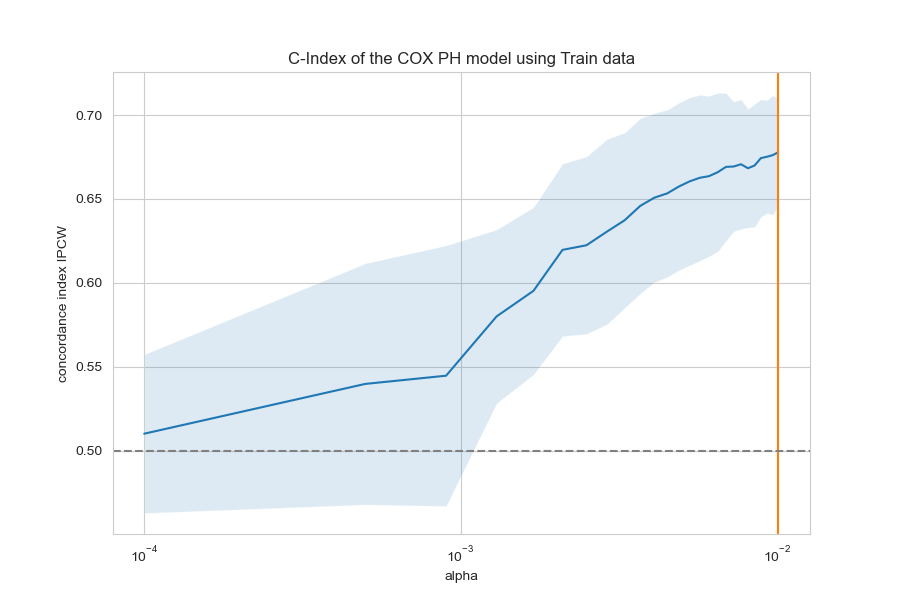 C-Index of the COX PH model using Train data
concordance index IPCW
0.70
0.65
0.60
0.55
0.50
10⁻⁴
10⁻³
10⁻²
alpha